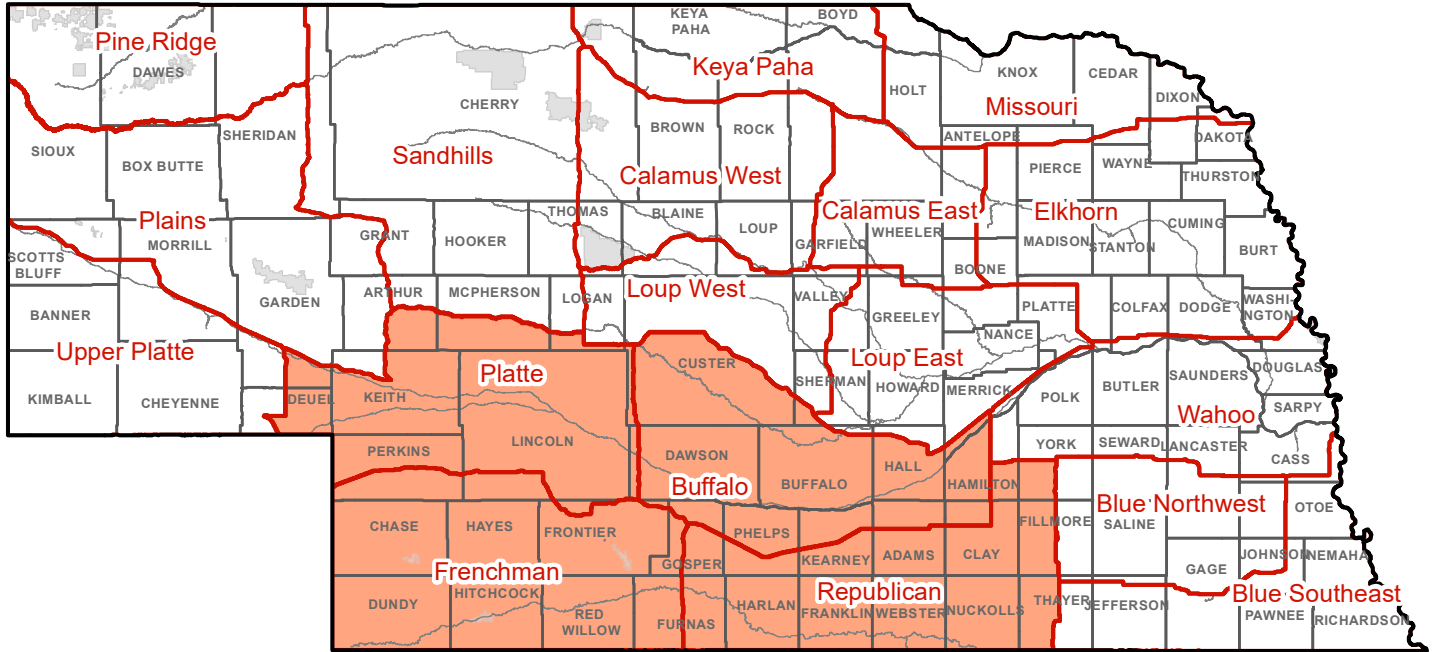 KEYA
PAHA
BOYD
Pine Ridge
DAWES
Keya Paha
KNOX
CEDAR
CHERRY
HOLT
DIXON
Missouri
SHERIDAN
BROWN
ROCK
ANTELOPE
DAKOTA
SIOUX
BOX BUTTE
Sandhills
PIERCE
WAYNE
Calamus West
THURSTON
Plains
THOMAS
BLAINE
Calamus East
Elkhorn
MORRILL
GRANT
HOOKER
LOUP
GARFIELD
WHEELER
MADISON
STANTON
CUMING
BURT
SCOTTS
BLUFF
BOONE
ARTHUR
MCPHERSON
LOGAN
Loup West
VALLEY
GARDEN
PLATTE
COLFAX
DODGE
WASHI-
NGTON
BANNER
GREELEY
NANCE
Upper Platte
Loup East
CUSTER
DOUGLAS
Platte
SHERMAN
HOWARD
MERRICK
BUTLER
SAUNDERS
KIMBALL
CHEYENNE
DEUEL
KEITH
POLK
SARPY
Wahoo
LINCOLN
YORK
SEWARD
LANCASTER
PERKINS
DAWSON
HALL
CASS
Buffalo
BUFFALO
HAMILTON
Blue Northwest
OTOE
CHASE
HAYES
FRONTIER
PHELPS
FILLMORE
SALINE
KEARNEY
ADAMS
CLAY
JOHNSON
NEMAHA
GOSPER
GAGE
Frenchman
HITCHCOCK
Republican
Blue Southeast
DUNDY
RED
WILLOW
FURNAS
HARLAN
FRANKLIN
WEBSTER
NUCKOLLS
THAYER
JEFFERSON
PAWNEE
RICHARDSON